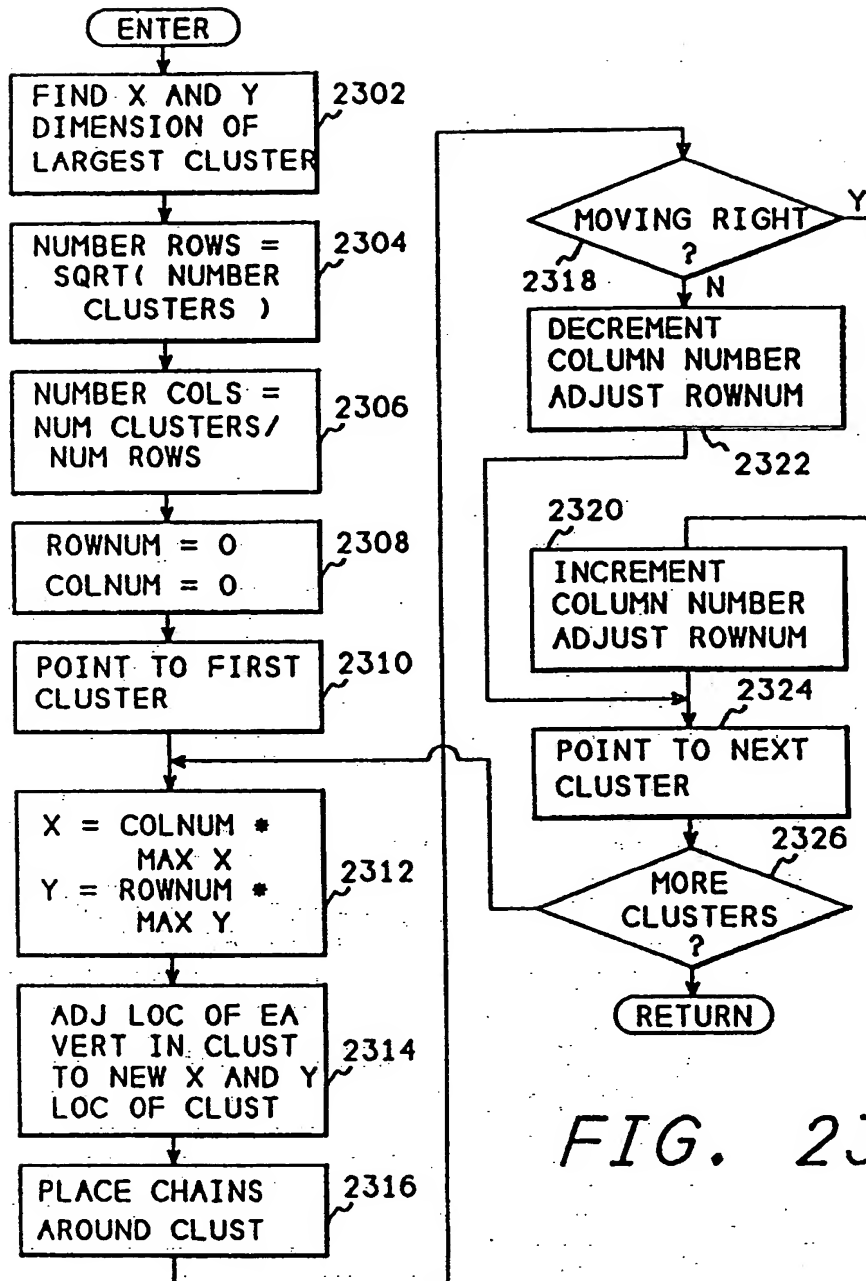 ENTER
FIND X AND Y
DIMENSION OF
LARGEST CLUSTER
2302
NUMBER ROWS =
SQRT( NUMBER
CLUSTERS )
2304
NUMBER COLS =
NUM CLUSTERS/
NUM ROWS
2306
ROWNUM = 0
COLNUM = 0
2308
POINT TO FIRST
CLUSTER
2310
X = COLNUM *
MAX X
Y = ROWNUM *
MAX Y
2312
ADJ LOC OF EA
VERT IN CLUST
TO NEW X AND Y
LOC OF CLUST
2314
PLACE CHAINS
AROUND CLUST
2316
MOVING RIGHT
?
2318
Y
N
DECREMENT
COLUMN NUMBER
ADJUST ROWNUM
2322
2320
INCREMENT
COLUMN NUMBER
ADJUST ROWNUM
2324
POINT TO NEXT
CLUSTER
2326
MORE
CLUSTERS
?
RETURN
FIG. 23